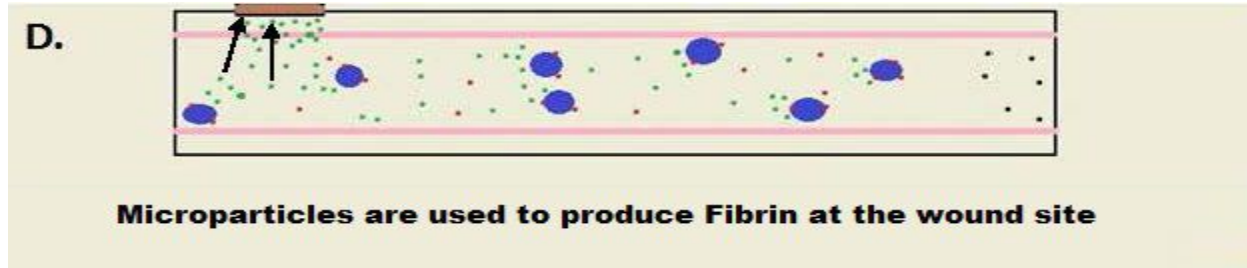 D.
Microparticles are used to produce Fibrin at the wound site